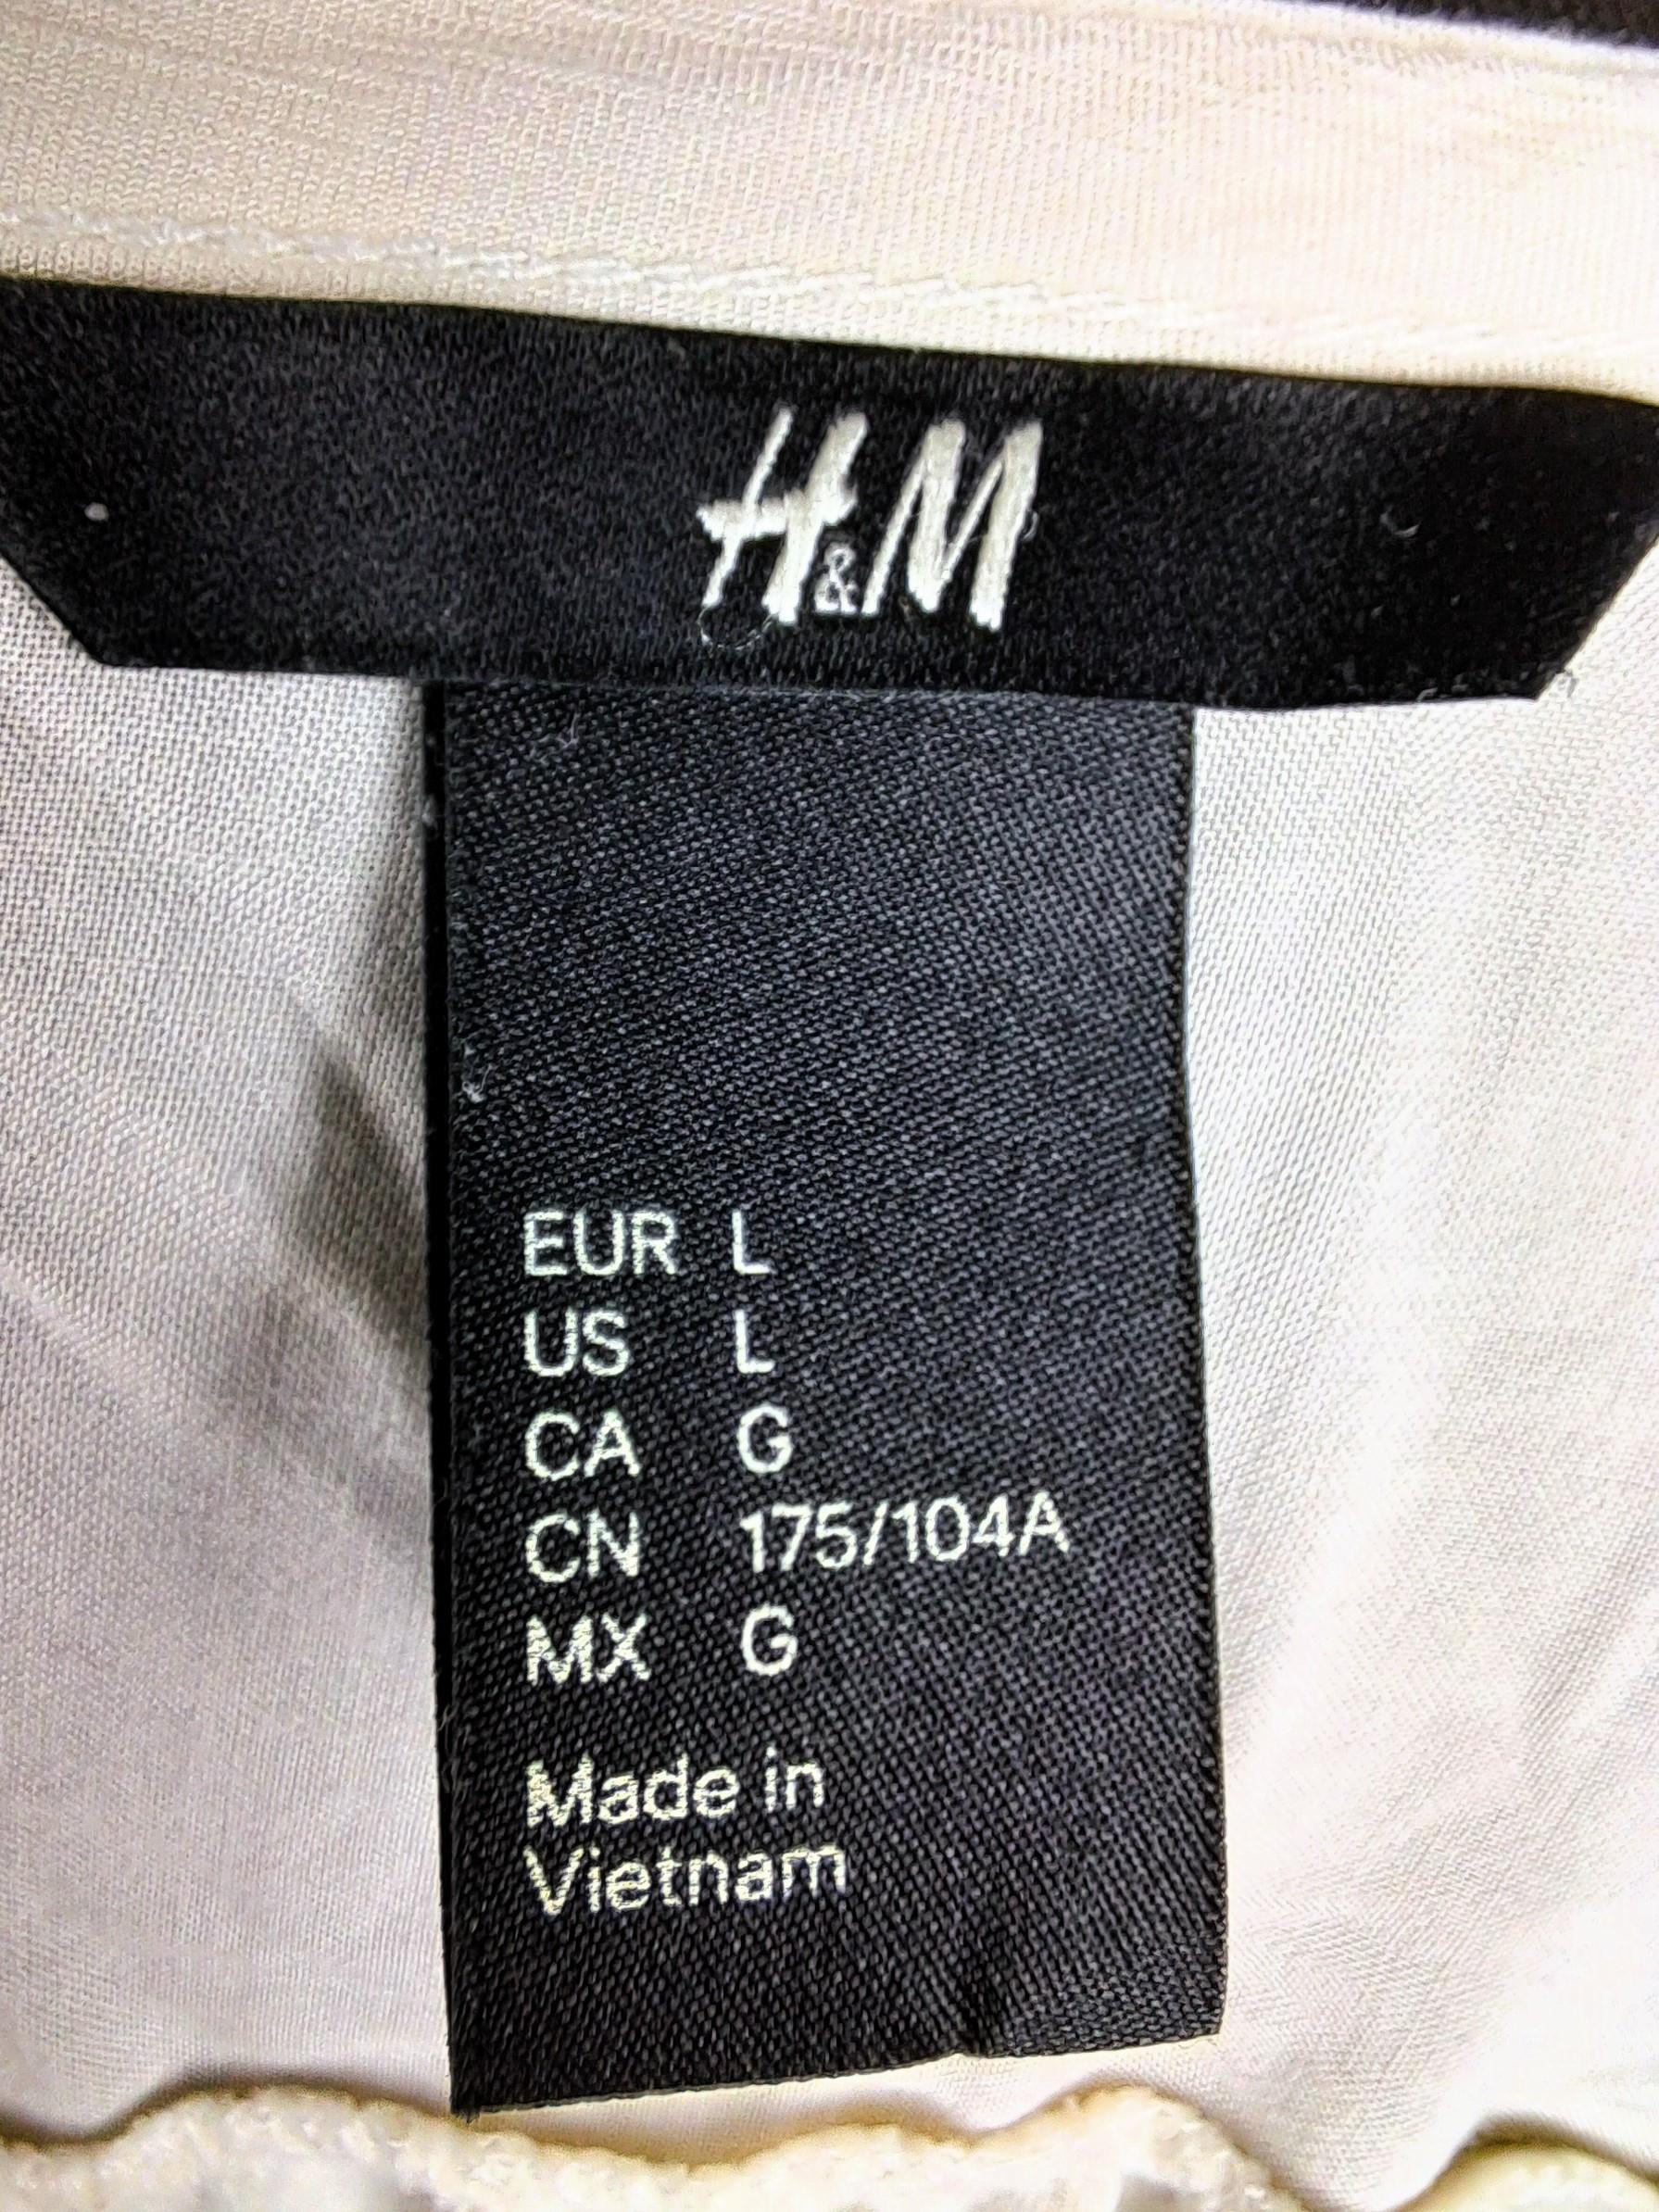 H&M
EUR L
US L
CA G
CN 175/104A
MX G
Made in
Vietnam